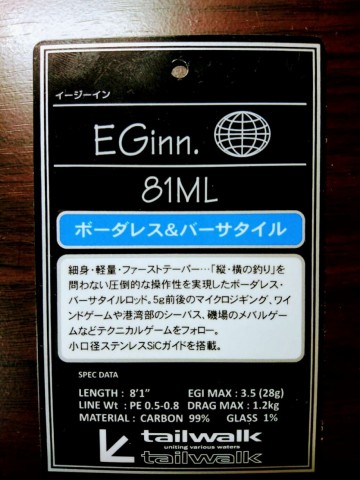 イージーイン
EGinn.
81ML
ボーダレス&バーサタイル
細身・軽量・ファーストテーパー…「縦・横の釣り」を
問わない圧倒的な操作性を実現したボーダレス・
バーサタイルロッド。5g前後のマイクロジギング、ワイ
ンドゲームや港湾部のシーバス、磯場のメバルゲー
ムなどテクニカルゲームをフォロー。
小口径ステンレスSiCガイドを搭載。
SPEC DATA
LENGTH : 8'1" EGI MAX : 3.5 (28g)
LINE Wt : PE 0.5-0.8 DRAG MAX : 1.2kg
MATERIAL : CARBON 99% GLASS 1%
tailwalk
uniting various waters
tailwalk